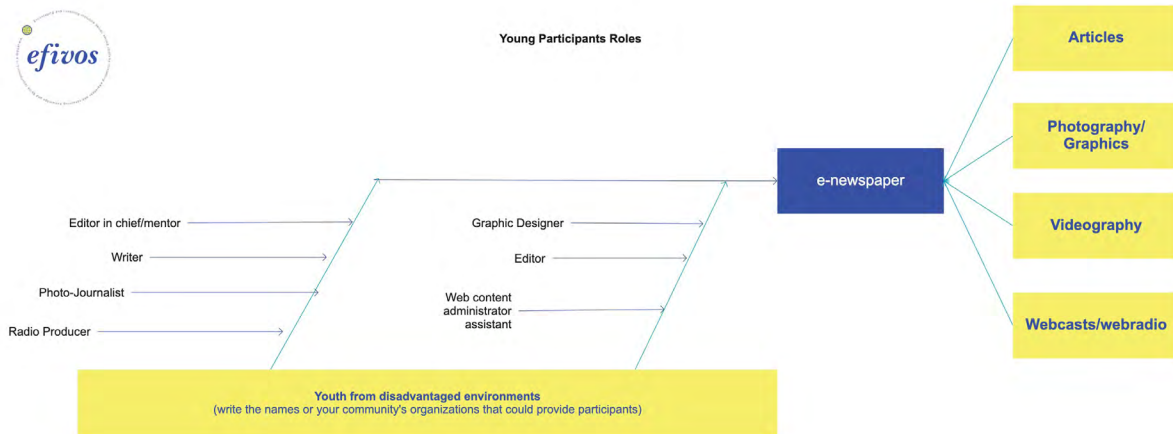 efivos
Young Participants Roles
Articles
Photography/
Graphics
e-newspaper
Videography
Webcasts/webradio
Editor in chief/mentor
Writer
Photo-Journalist
Radio Producer
Graphic Designer
Editor
Web content
administrator
assistant
Youth from disadvantaged environments
(write the names or your community's organizations that could provide participants)